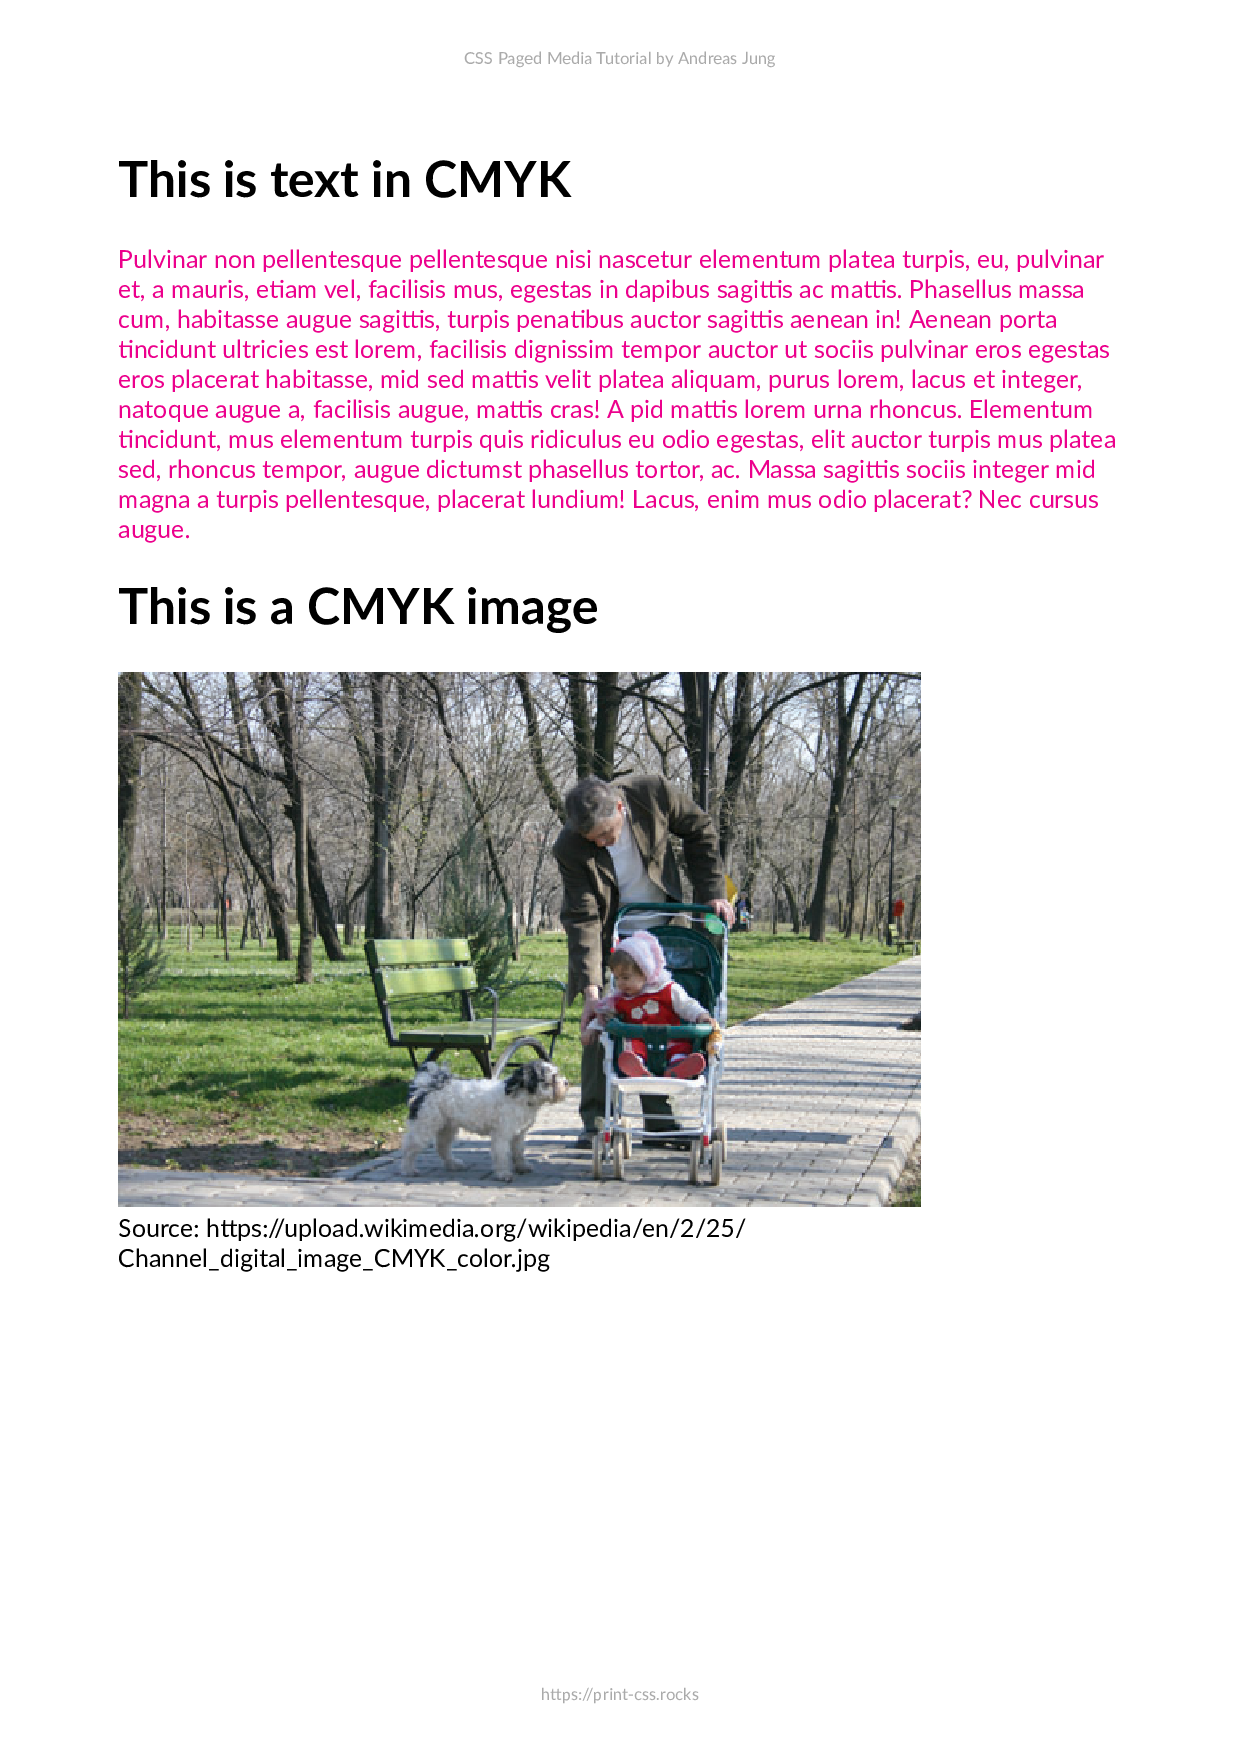 CSS Paged Media Tutorial by Andreas Jung
This is text in CMYK
Pulvinar non pellentesque pellentesque nisi nascetur elementum platea turpis, eu, pulvinar
et, a mauris, etiam vel, facilisis mus, egestas in dapibus sagittis ac mattis. Phasellus massa
cum, habitasse augue sagittis, turpis penatibus auctor sagittis aenean in! Aenean porta
tincidunt ultricies est lorem, facilisis dignissim tempor auctor ut sociis pulvinar eros egestas
eros placerat habitasse, mid sed mattis velit platea aliquam, purus lorem, lacus et integer,
natoque augue a, facilisis augue, mattis cras! A pid mattis lorem urna rhoncus. Elementum
tincidunt, mus elementum turpis quis ridiculus eu odio egestas, elit auctor turpis mus platea
sed, rhoncus tempor, augue dictumst phasellus tortor, ac. Massa sagittis sociis integer mid
magna a turpis pellentesque, placerat lundium! Lacus, enim mus odio placerat? Nec cursus
augue.
This is a CMYK image
Source: https://upload.wikimedia.org/wikipedia/en/2/25/
Channel_digital_image_CMYK_color.jpg
https://print-css.rocks